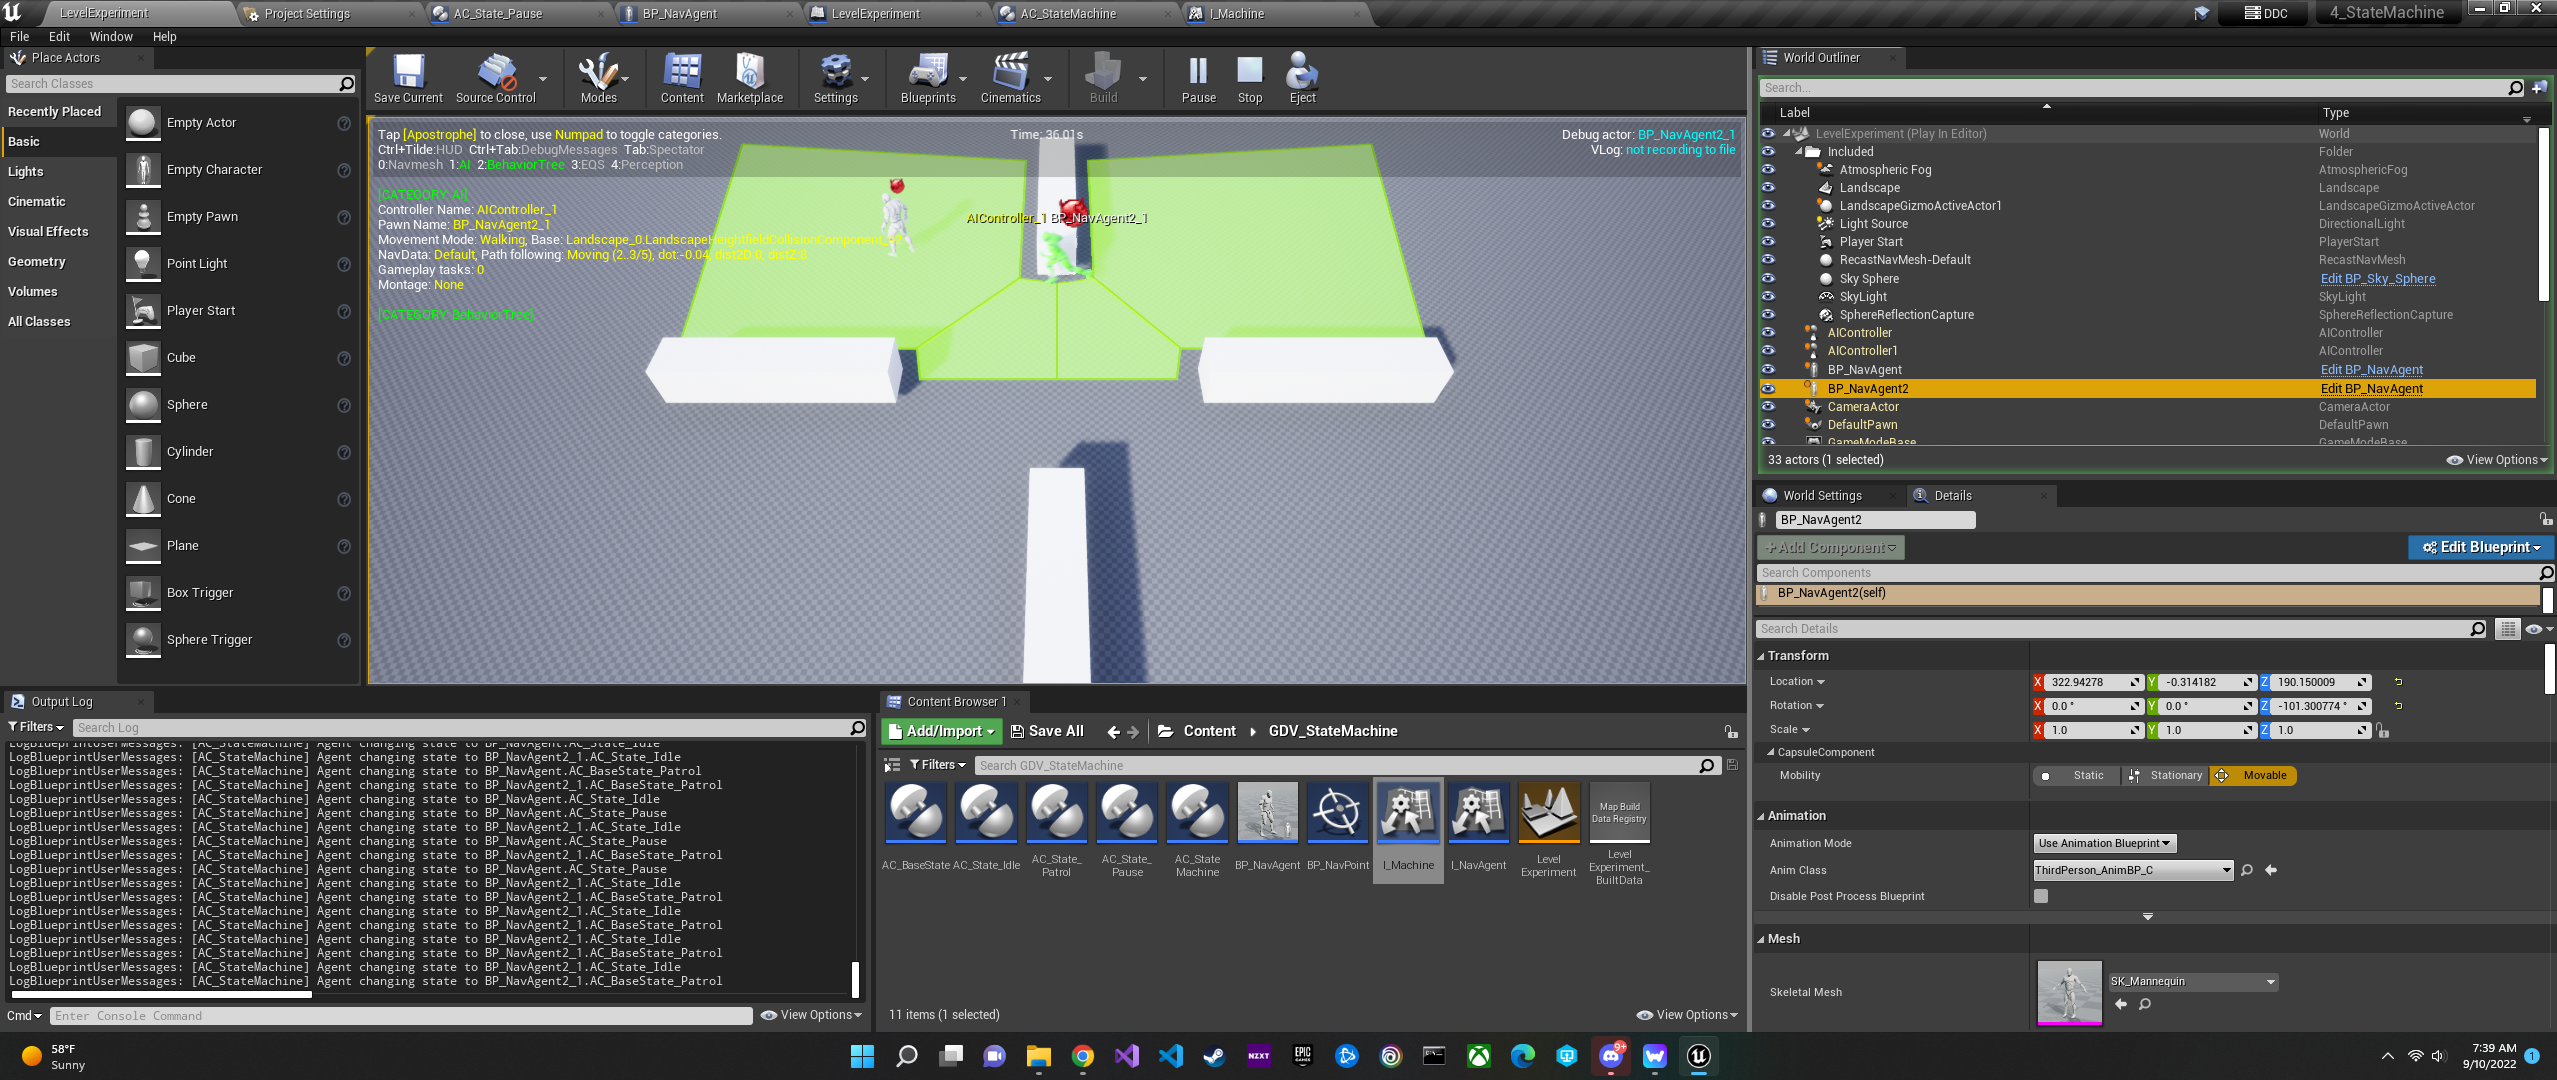 LevelExperiment
Project Settings
AC_State_Pause
BP_NavAgent
LevelExperiment
AC_StateMachine
I_Machine
DDC
4_StateMachine
File Edit Window Help
Place Actors
Search Classes
Recently Placed
Basic
Lights
Cinematic
Visual Effects
Geometry
Volumes
All Classes
Empty Actor
Empty Character
Empty Pawn
Point Light
Player Start
Cube
Sphere
Cylinder
Cone
Plane
Box Trigger
Sphere Trigger
Save Current
Source Control
Modes
Content
Marketplace
Settings
Blueprints
Cinematics
Build
Pause
Stop
Eject
Tap [Apostrophe] to close, use Numpad to toggle categories.
Ctrl+Tilde:HUD Ctrl+Tab:DebugMessages Tab:Spectator
0:Navmesh 1:AI 2:BehaviorTree 3:EQS 4:Perception
Time: 36.01s
Debug actor: BP_NavAgent2_1
VLog: not recording to file
[CATEGORY: AI]
Controller Name: AIController_1
Pawn Name: BP_NavAgent2_1
Movement Mode: Walking, Base: Landscape_0.LandscapeHeightfieldCollisionComponent_
NavData: Default, Path following: Moving (2..3/5), dot:-0.04, dist2D:9, distZ:8
Gameplay tasks: 0
Montage: None
[CATEGORY: BehaviorTree]
AIController_1 BP_NavAgent2_1
World Outliner
Search...
Label Type
LevelExperiment (Play In Editor) World
Included Folder
Atmospheric Fog AtmosphericFog
Landscape Landscape
LandscapeGizmoActiveActor1 LandscapeGizmoActiveActor
Light Source DirectionalLight
Player Start PlayerStart
RecastNavMesh-Default RecastNavMesh
Sky Sphere Edit BP_Sky_Sphere
SkyLight SkyLight
SphereReflectionCapture SphereReflectionCapture
AIController AIController
AIController1 AIController
BP_NavAgent Edit BP_NavAgent
BP_NavAgent2 Edit BP_NavAgent
CameraActor CameraActor
DefaultPawn DefaultPawn
GameModeBase GameModeBase
33 actors (1 selected)
View Options
World Settings
Details
BP_NavAgent2
+Add Component
Edit Blueprint
Search Components
BP_NavAgent2(self)
Search Details
Transform
Location X 322.94278 Y -0.314182 Z 190.150009
Rotation X 0.0 ° Y 0.0 ° Z -101.300774 °
Scale X 1.0 Y 1.0 Z 1.0
CapsuleComponent
Mobility Static Stationary Movable
Animation
Animation Mode Use Animation Blueprint
Anim Class ThirdPerson_AnimBP_C
Disable Post Process Blueprint
Mesh
Skeletal Mesh SK_Mannequin
Output Log
Filters
Search Log
LogBlueprintUserMessages: [AC_StateMachine] Agent changing state to BP_NavAgent.AC_State_Idle
LogBlueprintUserMessages: [AC_StateMachine] Agent changing state to BP_NavAgent2_1.AC_State_Idle
LogBlueprintUserMessages: [AC_StateMachine] Agent changing state to BP_NavAgent.AC_BaseState_Patrol
LogBlueprintUserMessages: [AC_StateMachine] Agent changing state to BP_NavAgent2_1.AC_BaseState_Patrol
LogBlueprintUserMessages: [AC_StateMachine] Agent changing state to BP_NavAgent.AC_State_Idle
LogBlueprintUserMessages: [AC_StateMachine] Agent changing state to BP_NavAgent.AC_State_Pause
LogBlueprintUserMessages: [AC_StateMachine] Agent changing state to BP_NavAgent2_1.AC_State_Idle
LogBlueprintUserMessages: [AC_StateMachine] Agent changing state to BP_NavAgent.AC_State_Pause
LogBlueprintUserMessages: [AC_StateMachine] Agent changing state to BP_NavAgent2_1.AC_BaseState_Patrol
LogBlueprintUserMessages: [AC_StateMachine] Agent changing state to BP_NavAgent.AC_State_Pause
LogBlueprintUserMessages: [AC_StateMachine] Agent changing state to BP_NavAgent2_1.AC_State_Idle
LogBlueprintUserMessages: [AC_StateMachine] Agent changing state to BP_NavAgent2_1.AC_BaseState_Patrol
LogBlueprintUserMessages: [AC_StateMachine] Agent changing state to BP_NavAgent2_1.AC_State_Idle
LogBlueprintUserMessages: [AC_StateMachine] Agent changing state to BP_NavAgent2_1.AC_BaseState_Patrol
LogBlueprintUserMessages: [AC_StateMachine] Agent changing state to BP_NavAgent2_1.AC_State_Idle
LogBlueprintUserMessages: [AC_StateMachine] Agent changing state to BP_NavAgent2_1.AC_BaseState_Patrol
LogBlueprintUserMessages: [AC_StateMachine] Agent changing state to BP_NavAgent2_1.AC_State_Idle
LogBlueprintUserMessages: [AC_StateMachine] Agent changing state to BP_NavAgent2_1.AC_BaseState_Patrol
Cmd
Enter Console Command
View Options
Content Browser 1
Add/Import
Save All
Content GDV_StateMachine
Filters
Search GDV_StateMachine
AC_BaseState
AC_State_Idle
AC_State_
Patrol
AC_State_
Pause
AC_State
Machine
BP_NavAgent
BP_NavPoint
I_Machine
I_NavAgent
Level
Experiment
Map Build
Data Registry
Level
Experiment_
BuiltData
11 items (1 selected)
View Options
58°F
Sunny
NZXT
EPIC
GAMES
9+
7:39 AM
9/10/2022
1